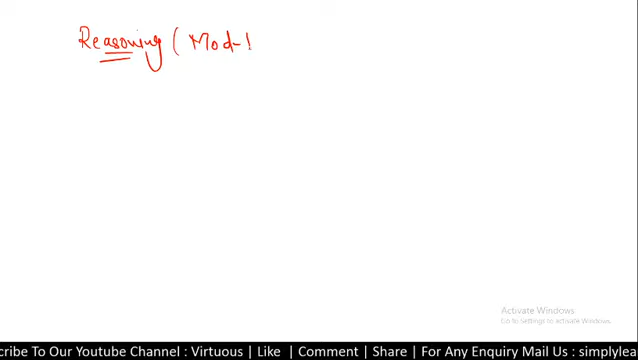 Reasoning ( Mod-1
Activate Windows
Go to Settings to activate Windows.
cribe To Our Youtube Channel : Virtuous | Like | Comment | Share | For Any Enquiry Mail Us : simplylea